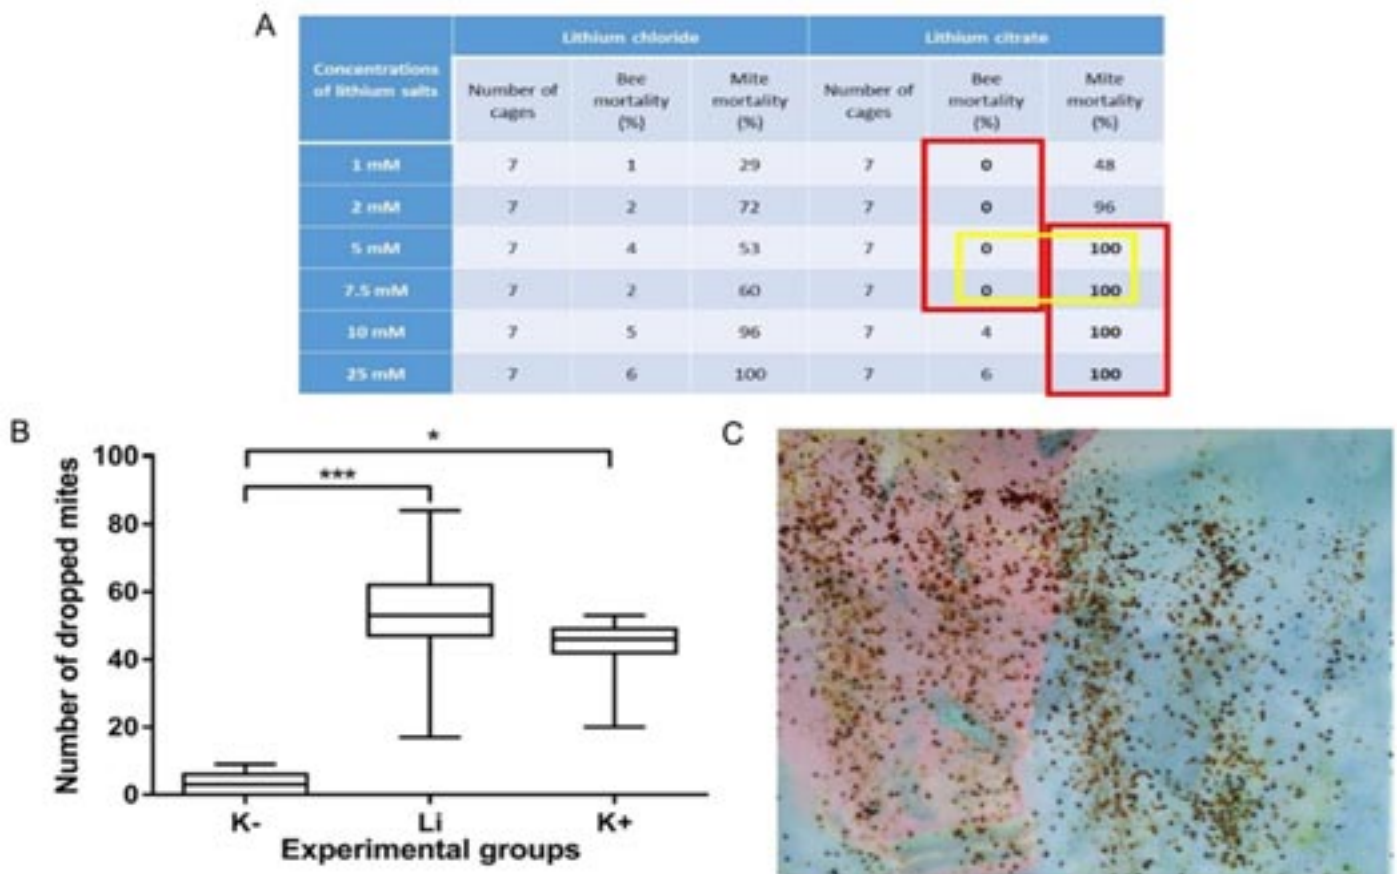 A
Lithium chloride Lithium citrate
Concentrations of lithium salts
Number of cages Bee mortality (%) Mite mortality (%) Number of cages Bee mortality (%) Mite mortality (%)
1 mM 7 1 29 7 0 48
2 mM 7 2 72 7 0 96
5 mM 7 4 53 7 0 100
7.5 mM 7 2 60 7 0 100
10 mM 7 5 96 7 4 100
25 mM 7 6 100 7 6 100
B
Number of dropped mites
100
80
60
40
20
0
*
***
K- Li K+
Experimental groups
C